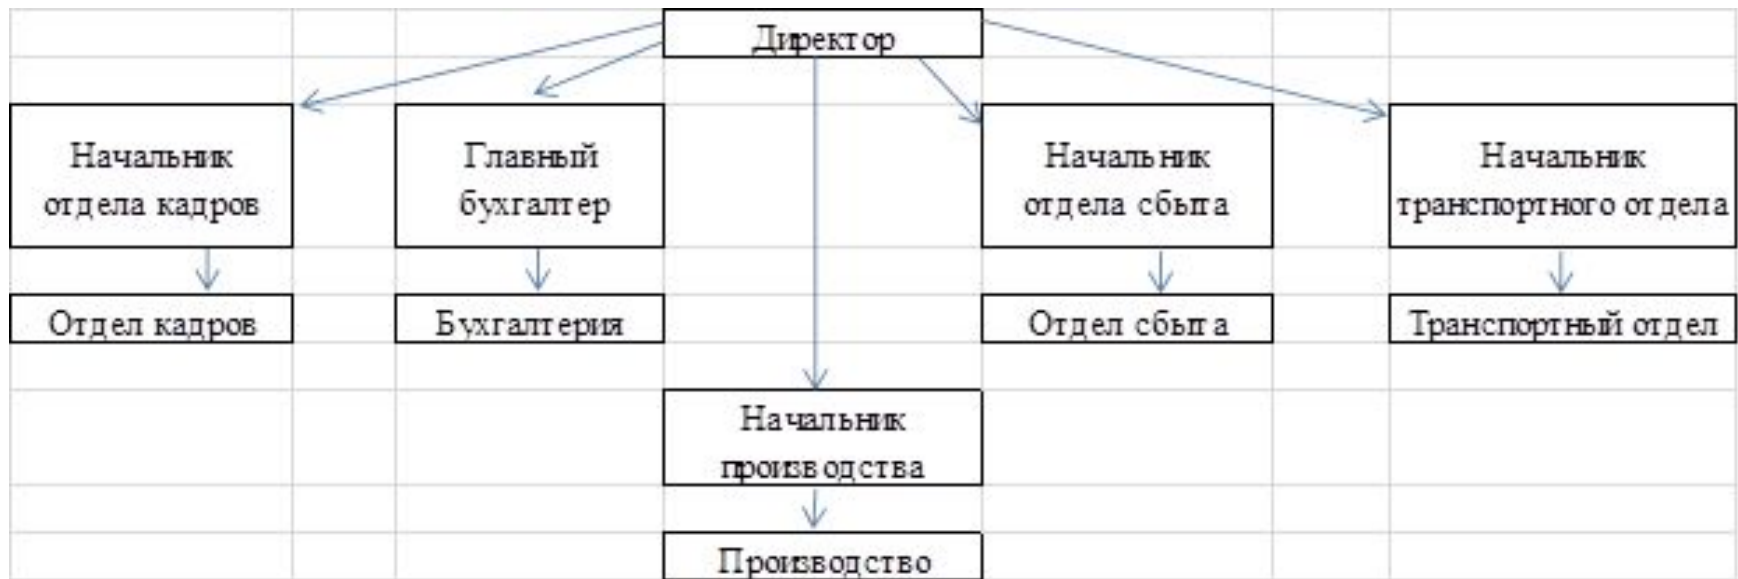 Директор
Начальник
отдела кадров
Главный
бухгалтер
Начальник
отдела сбыта
Начальник
транспортного отдела
Отдел кадров
Бухгалтерия
Отдел сбыта
Транспортный отдел
Начальник
производства
Производство